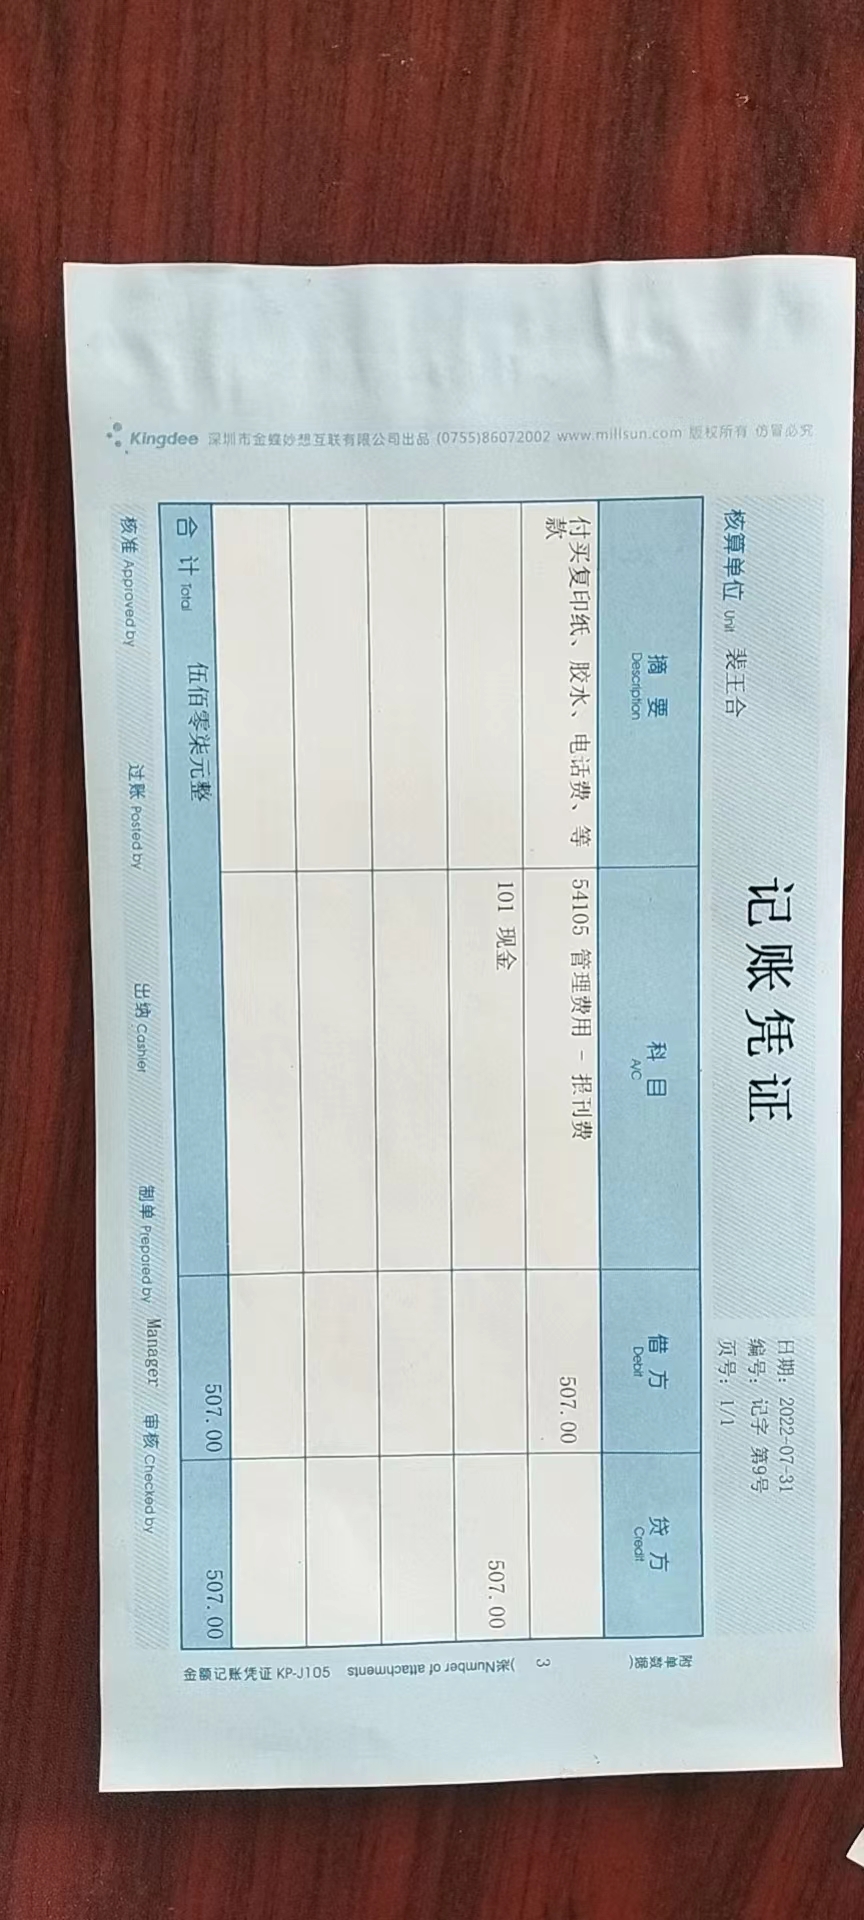 记账凭证
日期：2022-07-31
编号：记字 第9号
核算单位 Unit 裴王合
页号：1/1
摘要 Description 科目 A/C 借方 Debit 贷方 Credit
付买复印纸、胶水、电话费、等款 54105 管理费用 - 报刊费 507.00
101 现金 507.00
合计 Total 伍佰零柒元整 507.00 507.00
核准 Approved by 过账 Posted by 出纳 Cashier 制单 Prepared by Manager 审核 Checked by
Kingdee 深圳市金蝶妙想互联有限公司出品 (0755)86072002 www.millsun.com 版权所有 仿冒必究
附单据数( 3 张)Number of attachments 金额记账凭证 KP-J105